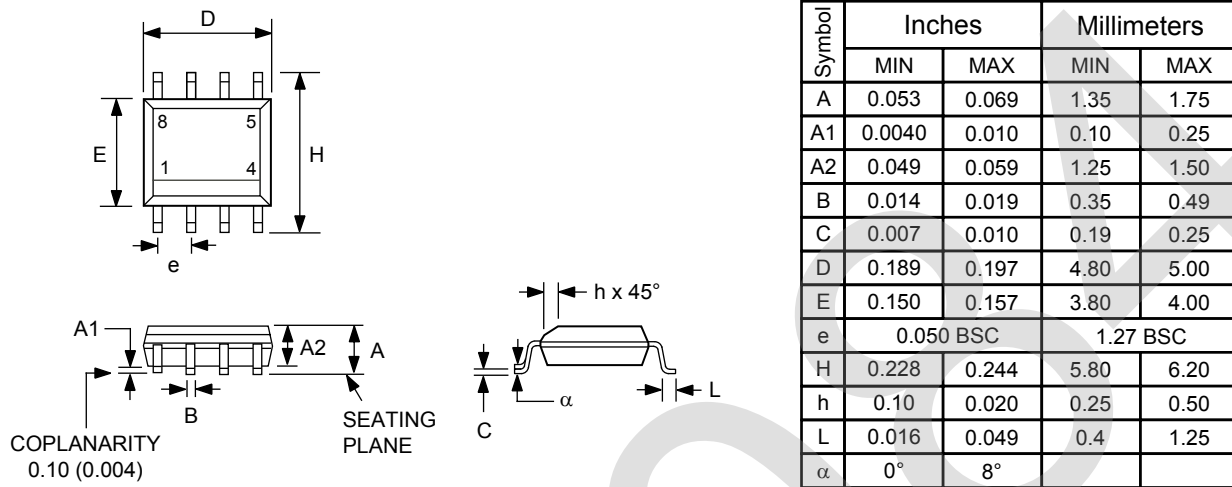 D
8 5
E H
1 4
e
A1
A2 A
B
COPLANARITY
0.10 (0.004)
SEATING
PLANE
h x 45°
C
α
L
Symbol Inches Millimeters
MIN MAX MIN MAX
A 0.053 0.069 1.35 1.75
A1 0.0040 0.010 0.10 0.25
A2 0.049 0.059 1.25 1.50
B 0.014 0.019 0.35 0.49
C 0.007 0.010 0.19 0.25
D 0.189 0.197 4.80 5.00
E 0.150 0.157 3.80 4.00
e 0.050 BSC 1.27 BSC
H 0.228 0.244 5.80 6.20
h 0.10 0.020 0.25 0.50
L 0.016 0.049 0.4 1.25
α 0° 8°